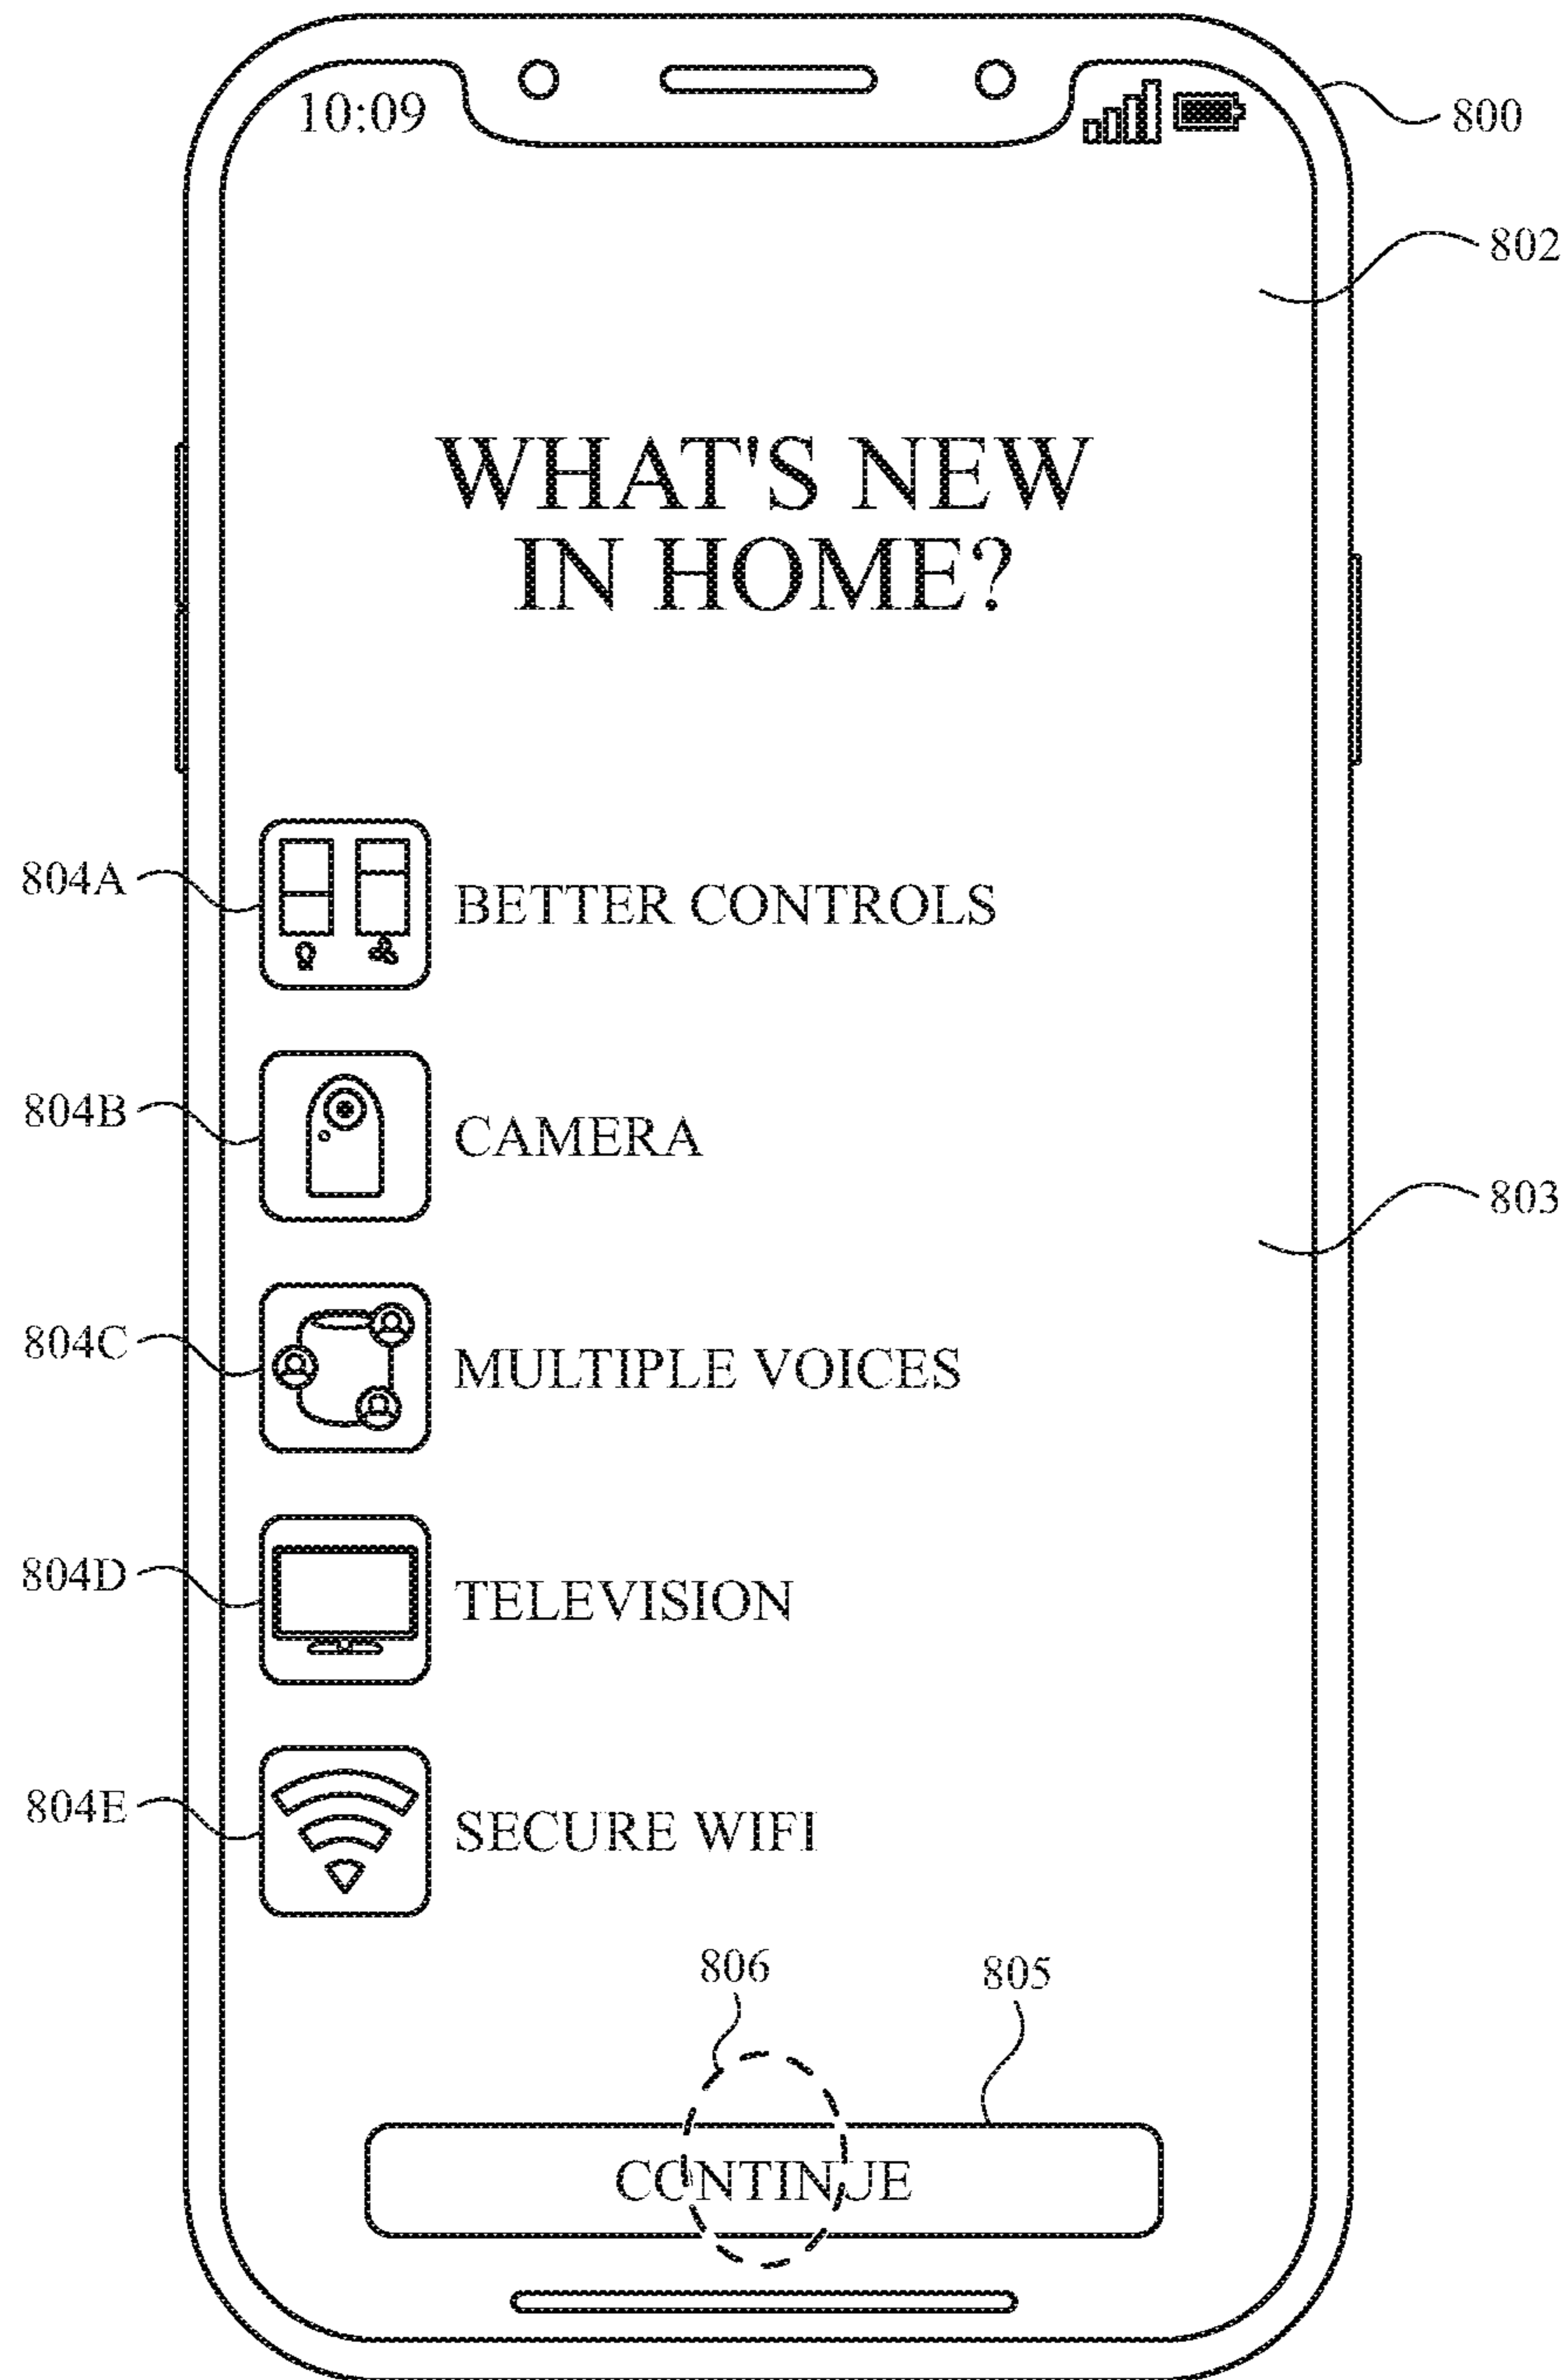 10:09
800
802
WHAT'S NEW
IN HOME?
804A
BETTER CONTROLS
804B
CAMERA
803
804C
MULTIPLE VOICES
804D
TELEVISION
804E
SECURE WIFI
806
805
CONTINUE